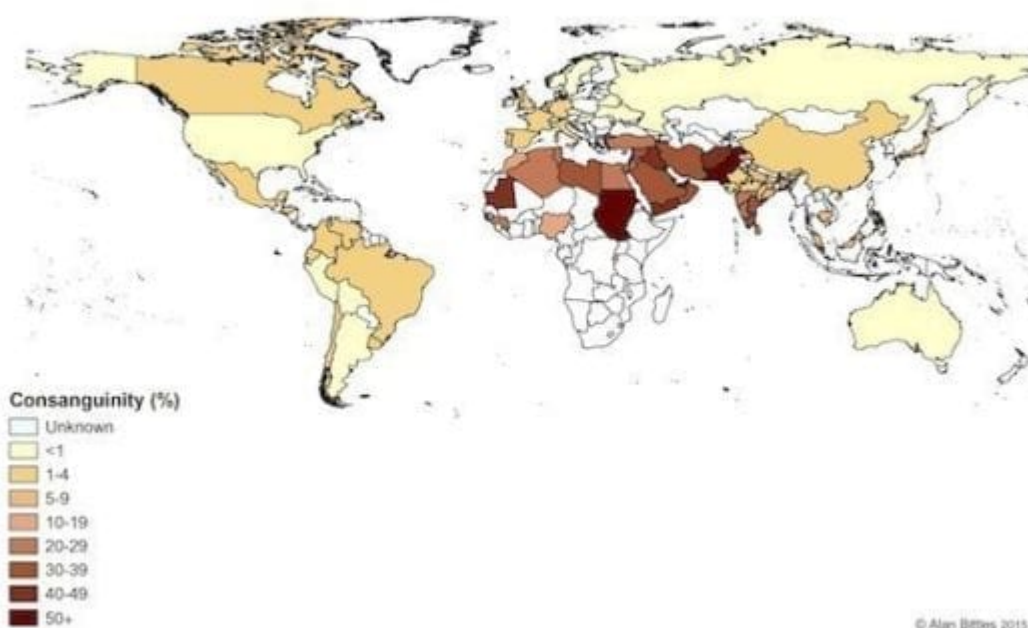 Consanguinity (%)
Unknown
<1
1-4
5-9
10-19
20-29
30-39
40-49
50+
© Alan Bittles 2015